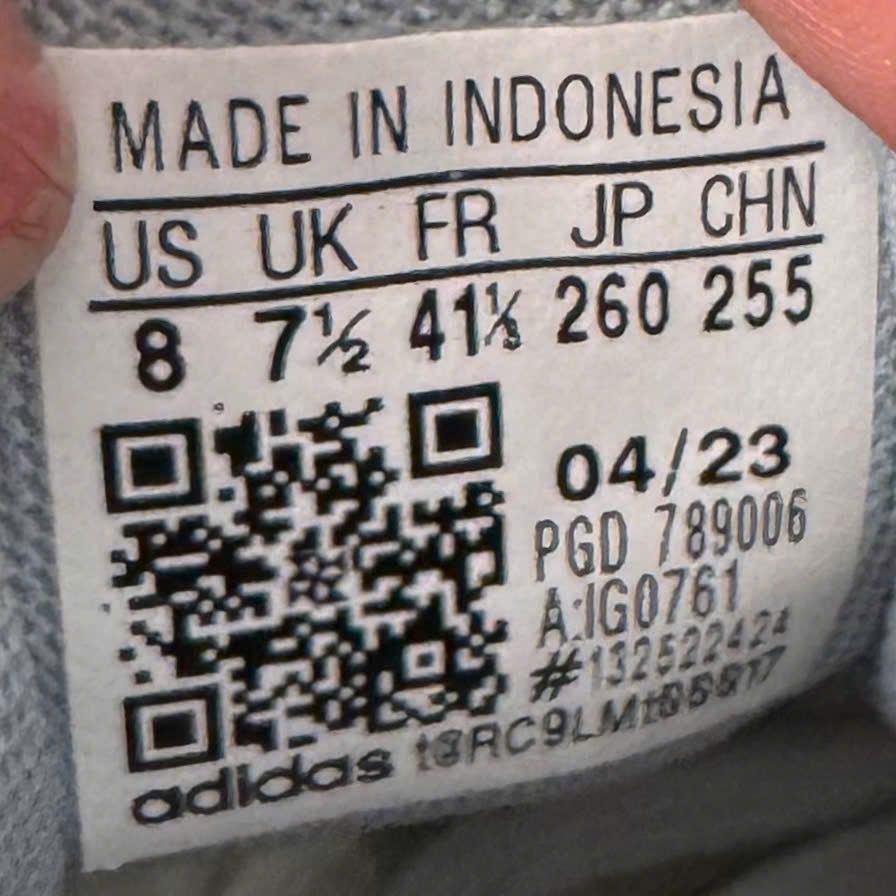 MADE IN INDONESIA
US UK FR JP CHN
8 7½ 41⅓ 260 255
04/23
PGD 789006
A:IG0761
#132522424
adidas